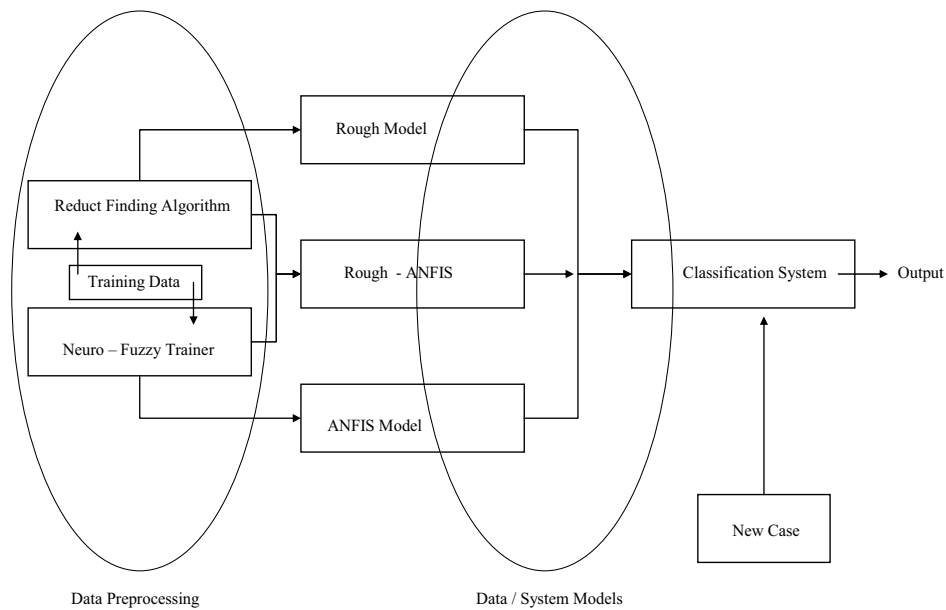 Rough Model
Reduct Finding Algorithm
Training Data
Rough - ANFIS
Classification System
Output
Neuro – Fuzzy Trainer
ANFIS Model
New Case
Data Preprocessing
Data / System Models